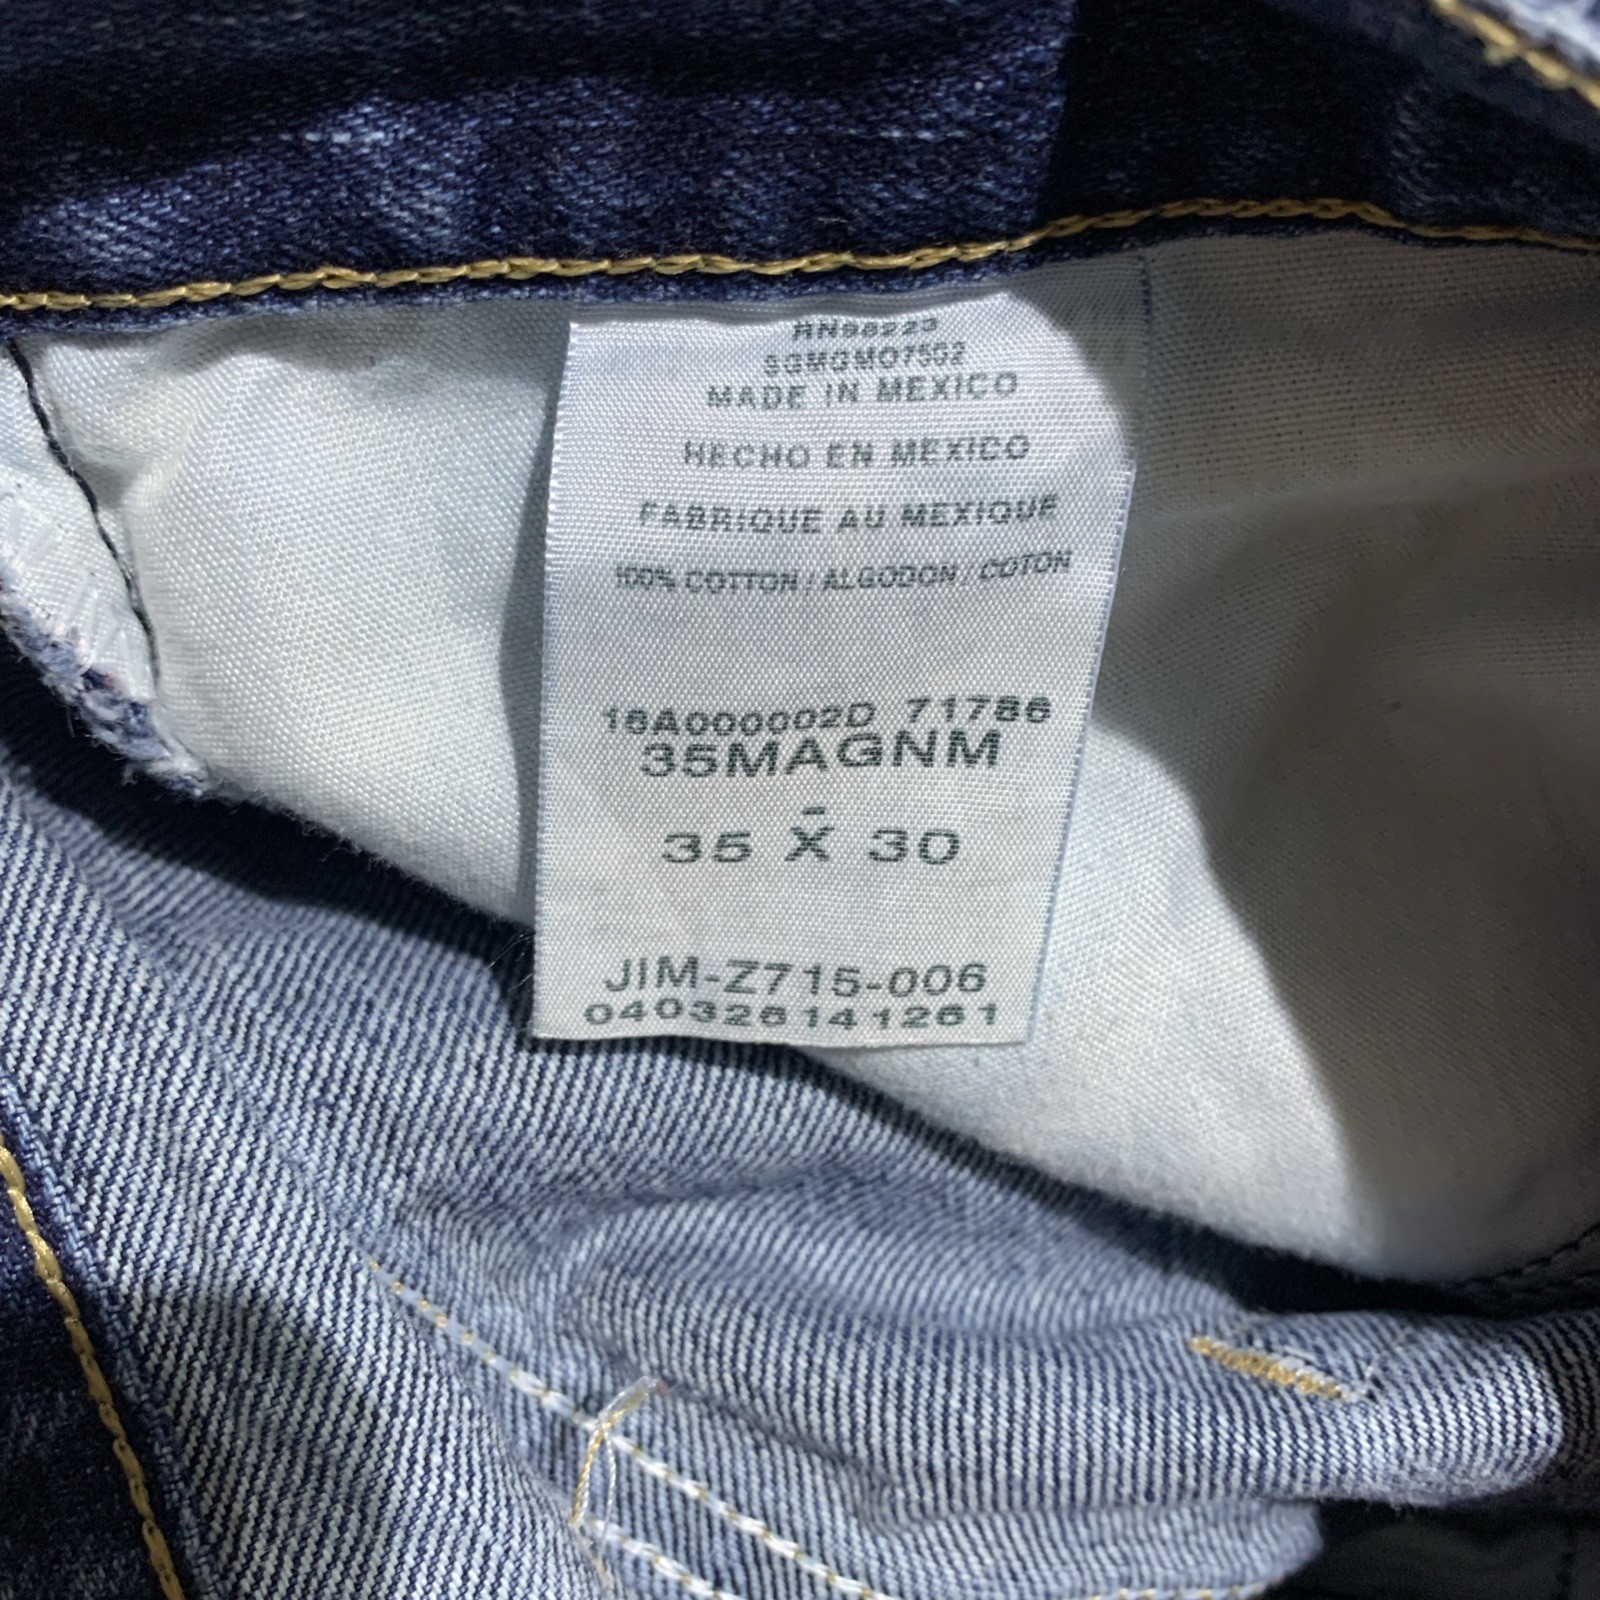 RN98223
SGMGMO7502
MADE IN MEXICO
HECHO EN MEXICO
FABRIQUE AU MEXIQUE
100% COTTON / ALGODON / COTON
16A000002D 71786
35MAGNM
-
35 X 30
JIM-Z715-006
040326141261